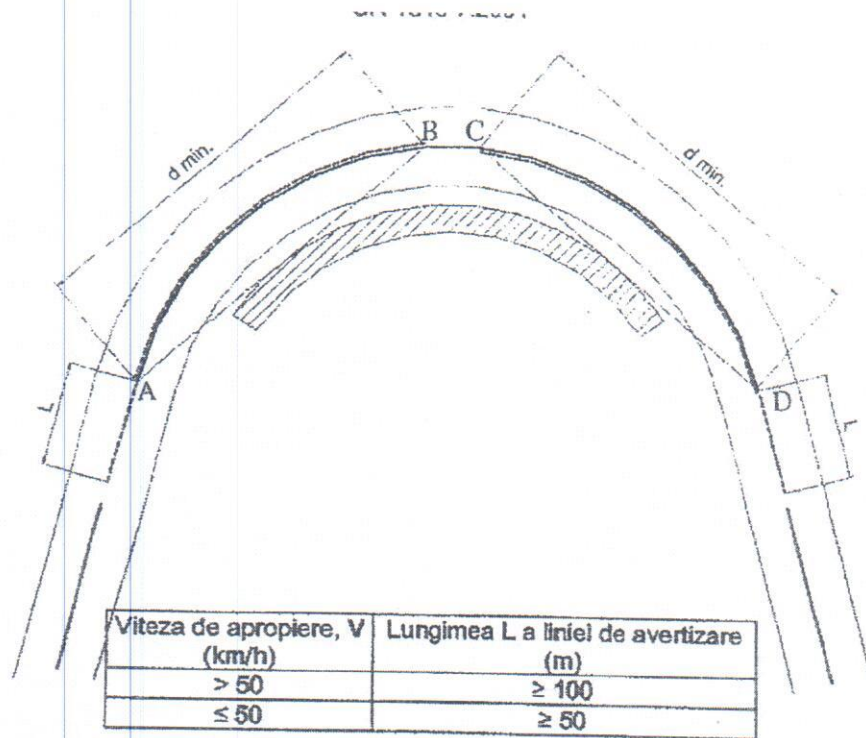 B C
d min.
d min.
A
D
L
L
Viteza de apropiere, V (km/h)
Lungimea L a liniei de avertizare (m)
> 50
≥ 100
≤ 50
≥ 50